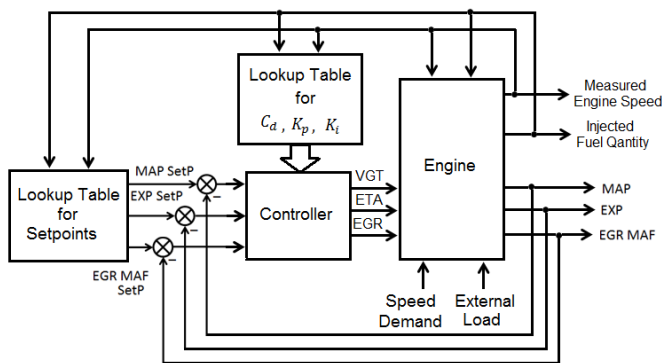 Lookup Table
for
C_d , K_p , K_i
Measured
Engine Speed
Injected
Fuel Qantity
Engine
MAP SetP
EXP SetP
EGR MAF
SetP
Lookup Table
for
Setpoints
Controller
VGT
ETA
EGR
MAP
EXP
EGR MAF
Speed
Demand
External
Load